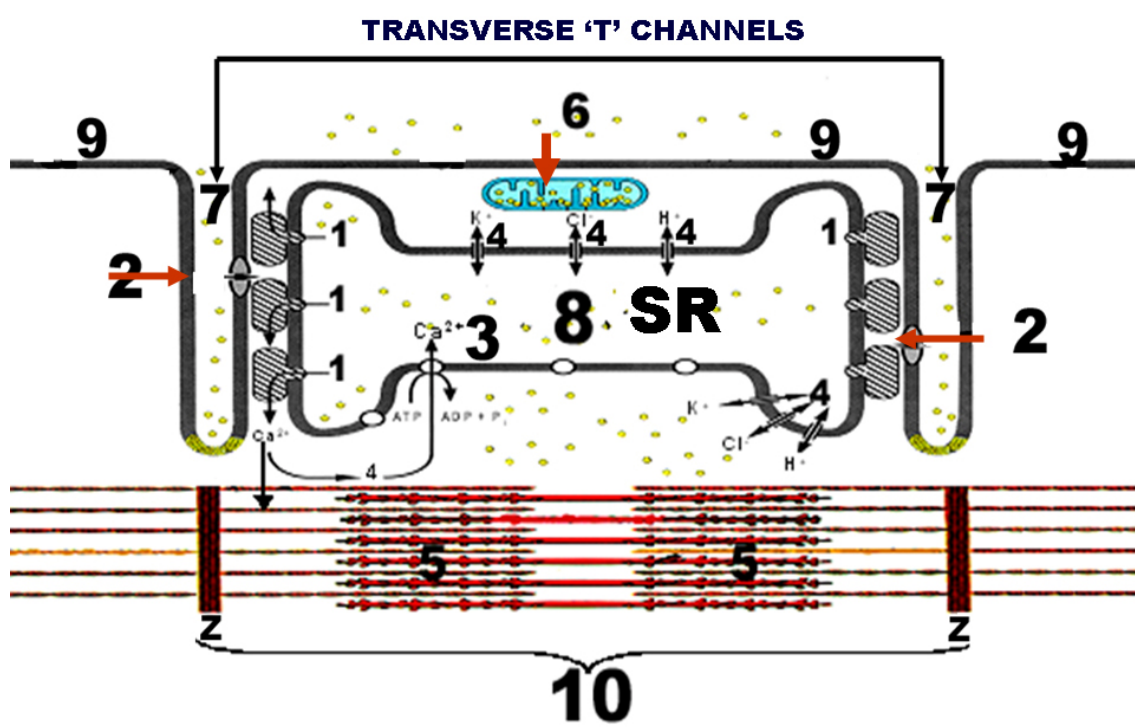 TRANSVERSE ‘T’ CHANNELS
6
9 9 9
7 7
K⁺ Cl⁻ H⁺
1 4 4 4 1
2
1 8 SR
Ca²⁺ 3 2
1
4
ATP ADP + Pᵢ K⁺
Cl⁻
Ca²⁺
H⁺
4
5 5
Z Z
10